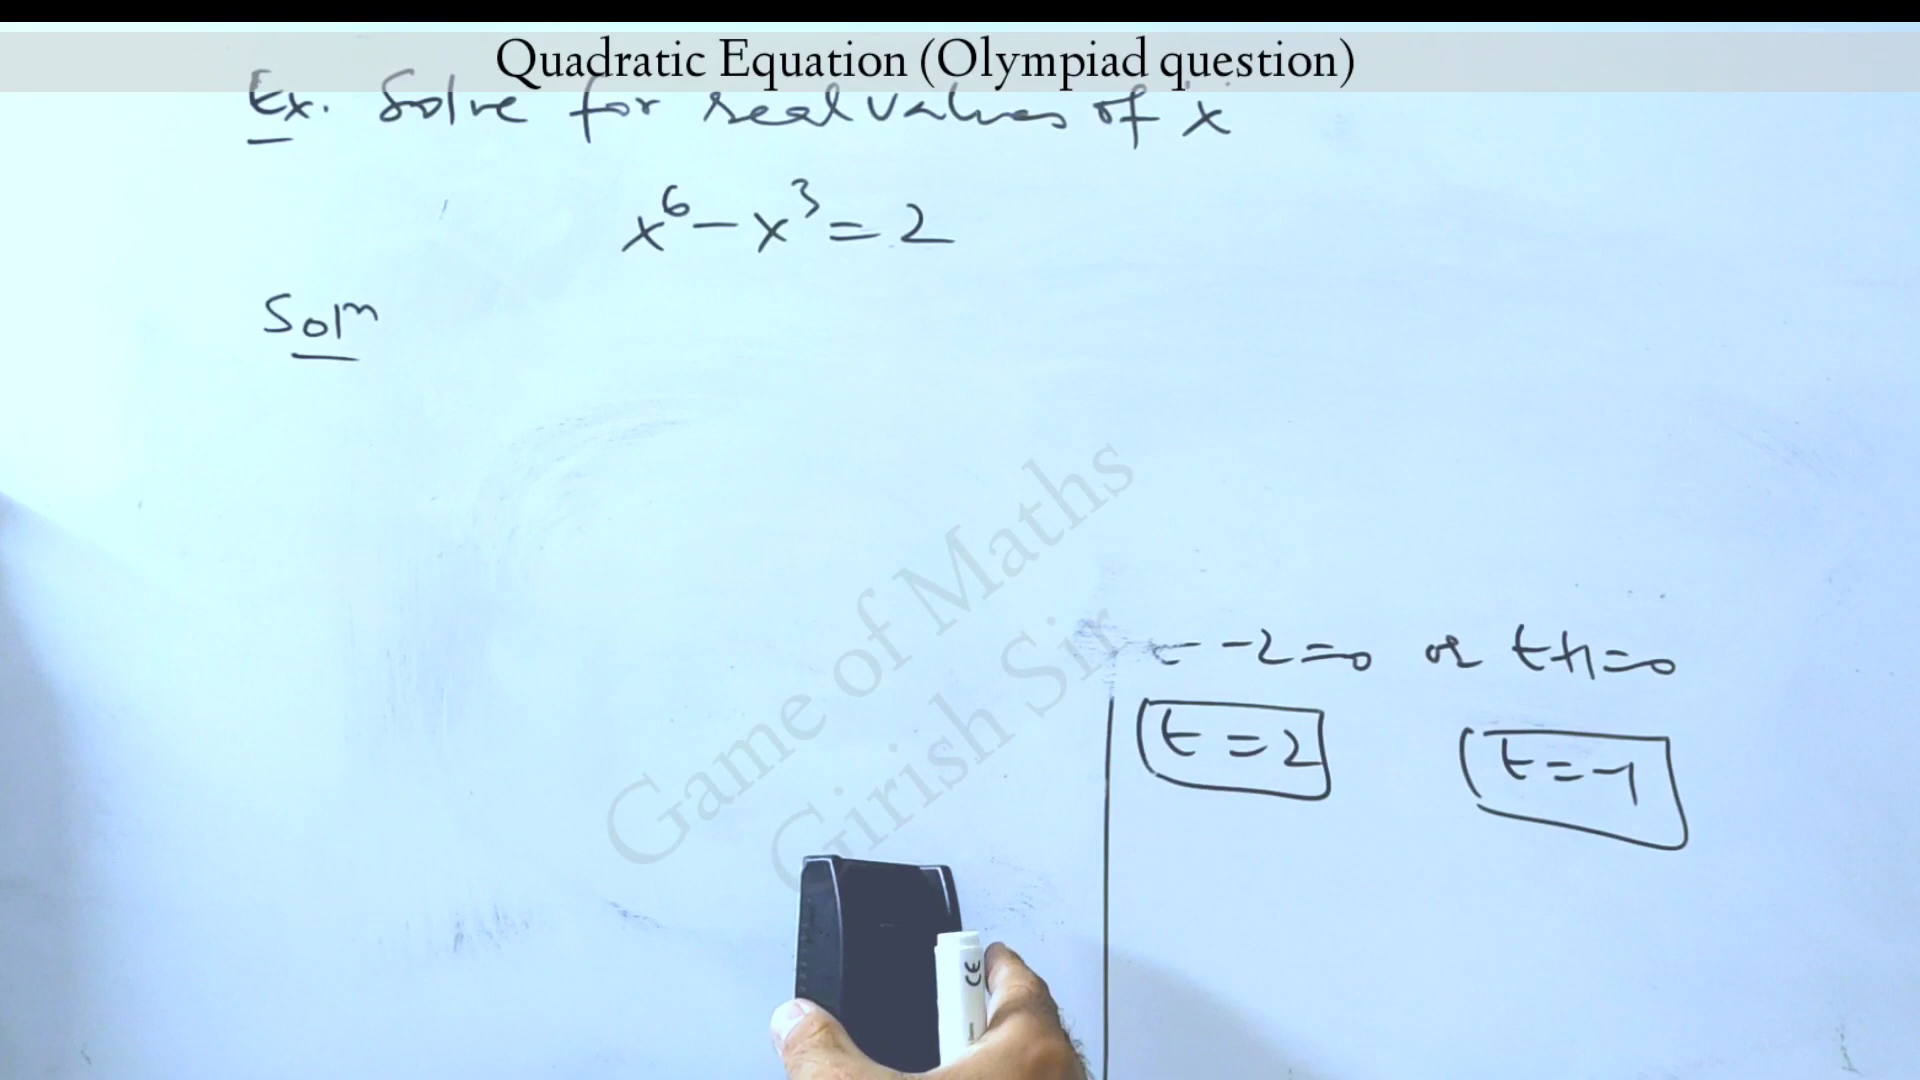 Quadratic Equation (Olympiad question)
Ex. Solve for real values of x
x⁶ - x³ = 2
Solⁿ
Game of Maths
Girish Sir
-2=0 or t+1=0
t=2 t=-1
CE